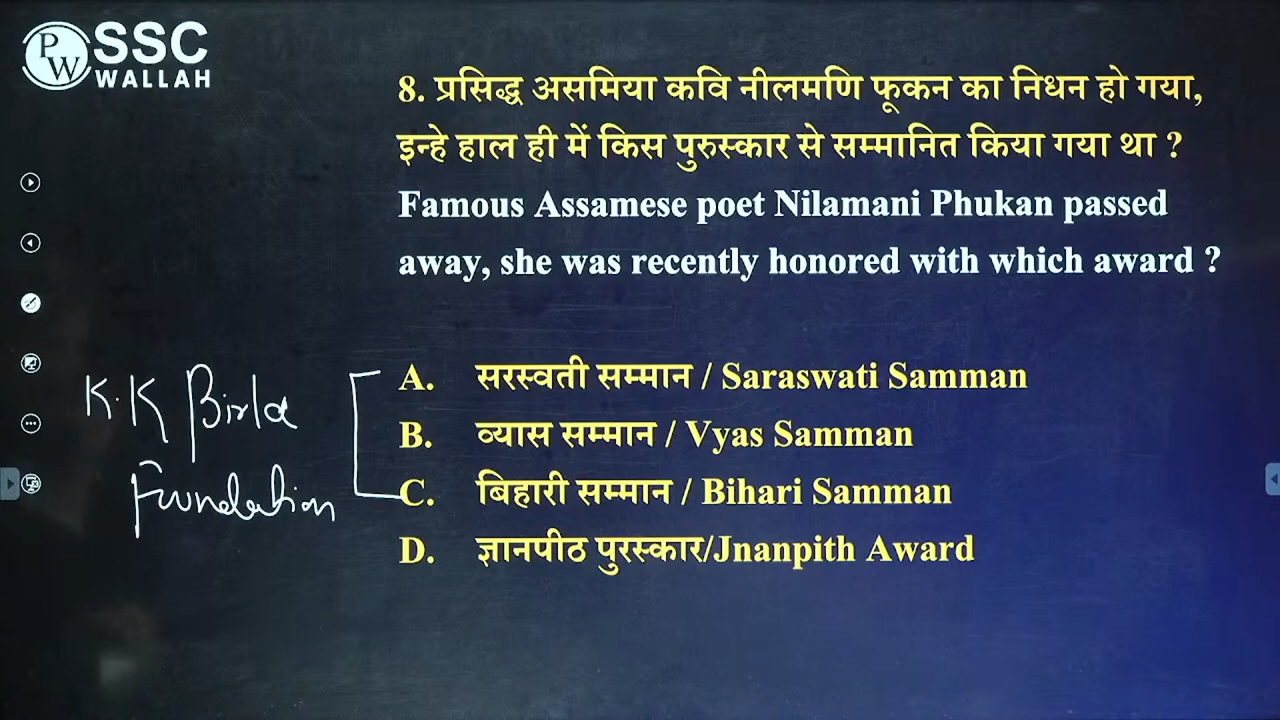 PW SSC
WALLAH
8. प्रसिद्ध असमिया कवि नीलमणि फूकन का निधन हो गया,
इन्हे हाल ही में किस पुरुस्कार से सम्मानित किया गया था ?
Famous Assamese poet Nilamani Phukan passed
away, she was recently honored with which award ?
K.K Birla
Foundation
A. सरस्वती सम्मान / Saraswati Samman
B. व्यास सम्मान / Vyas Samman
C. बिहारी सम्मान / Bihari Samman
D. ज्ञानपीठ पुरस्कार/Jnanpith Award